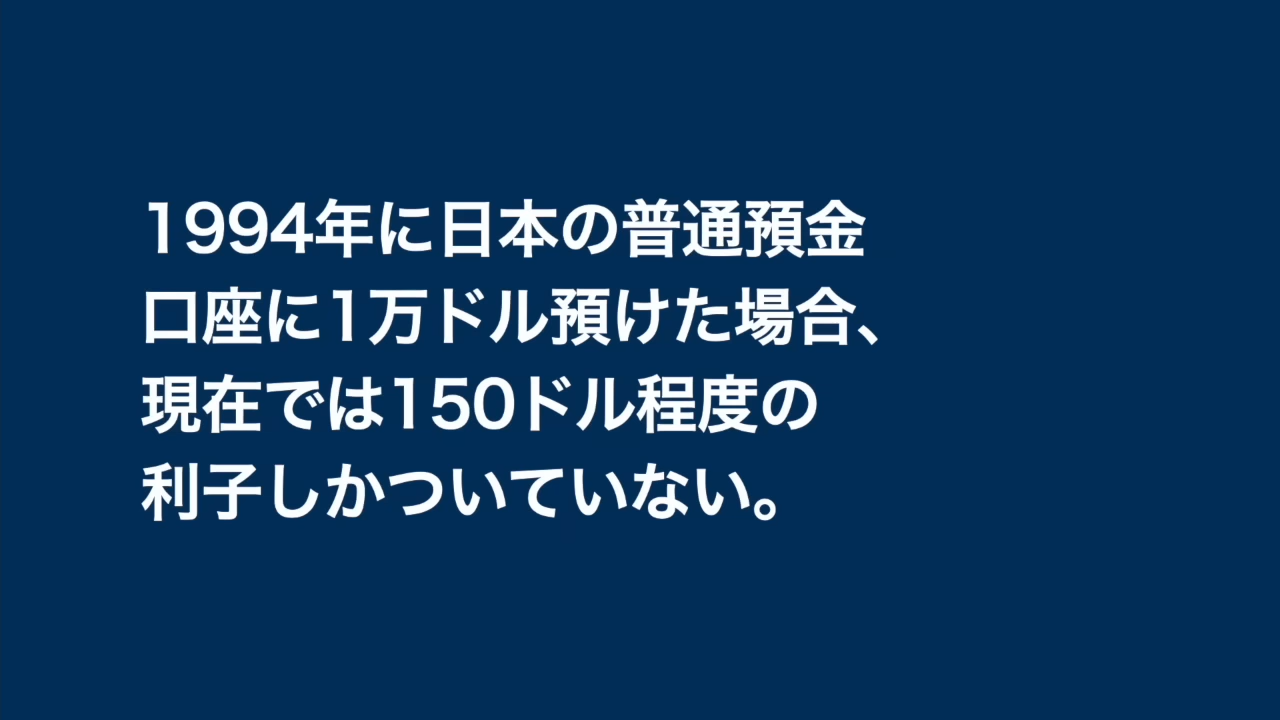 1994年に日本の普通預金
口座に1万ドル預けた場合、
現在では150ドル程度の
利子しかついていない。